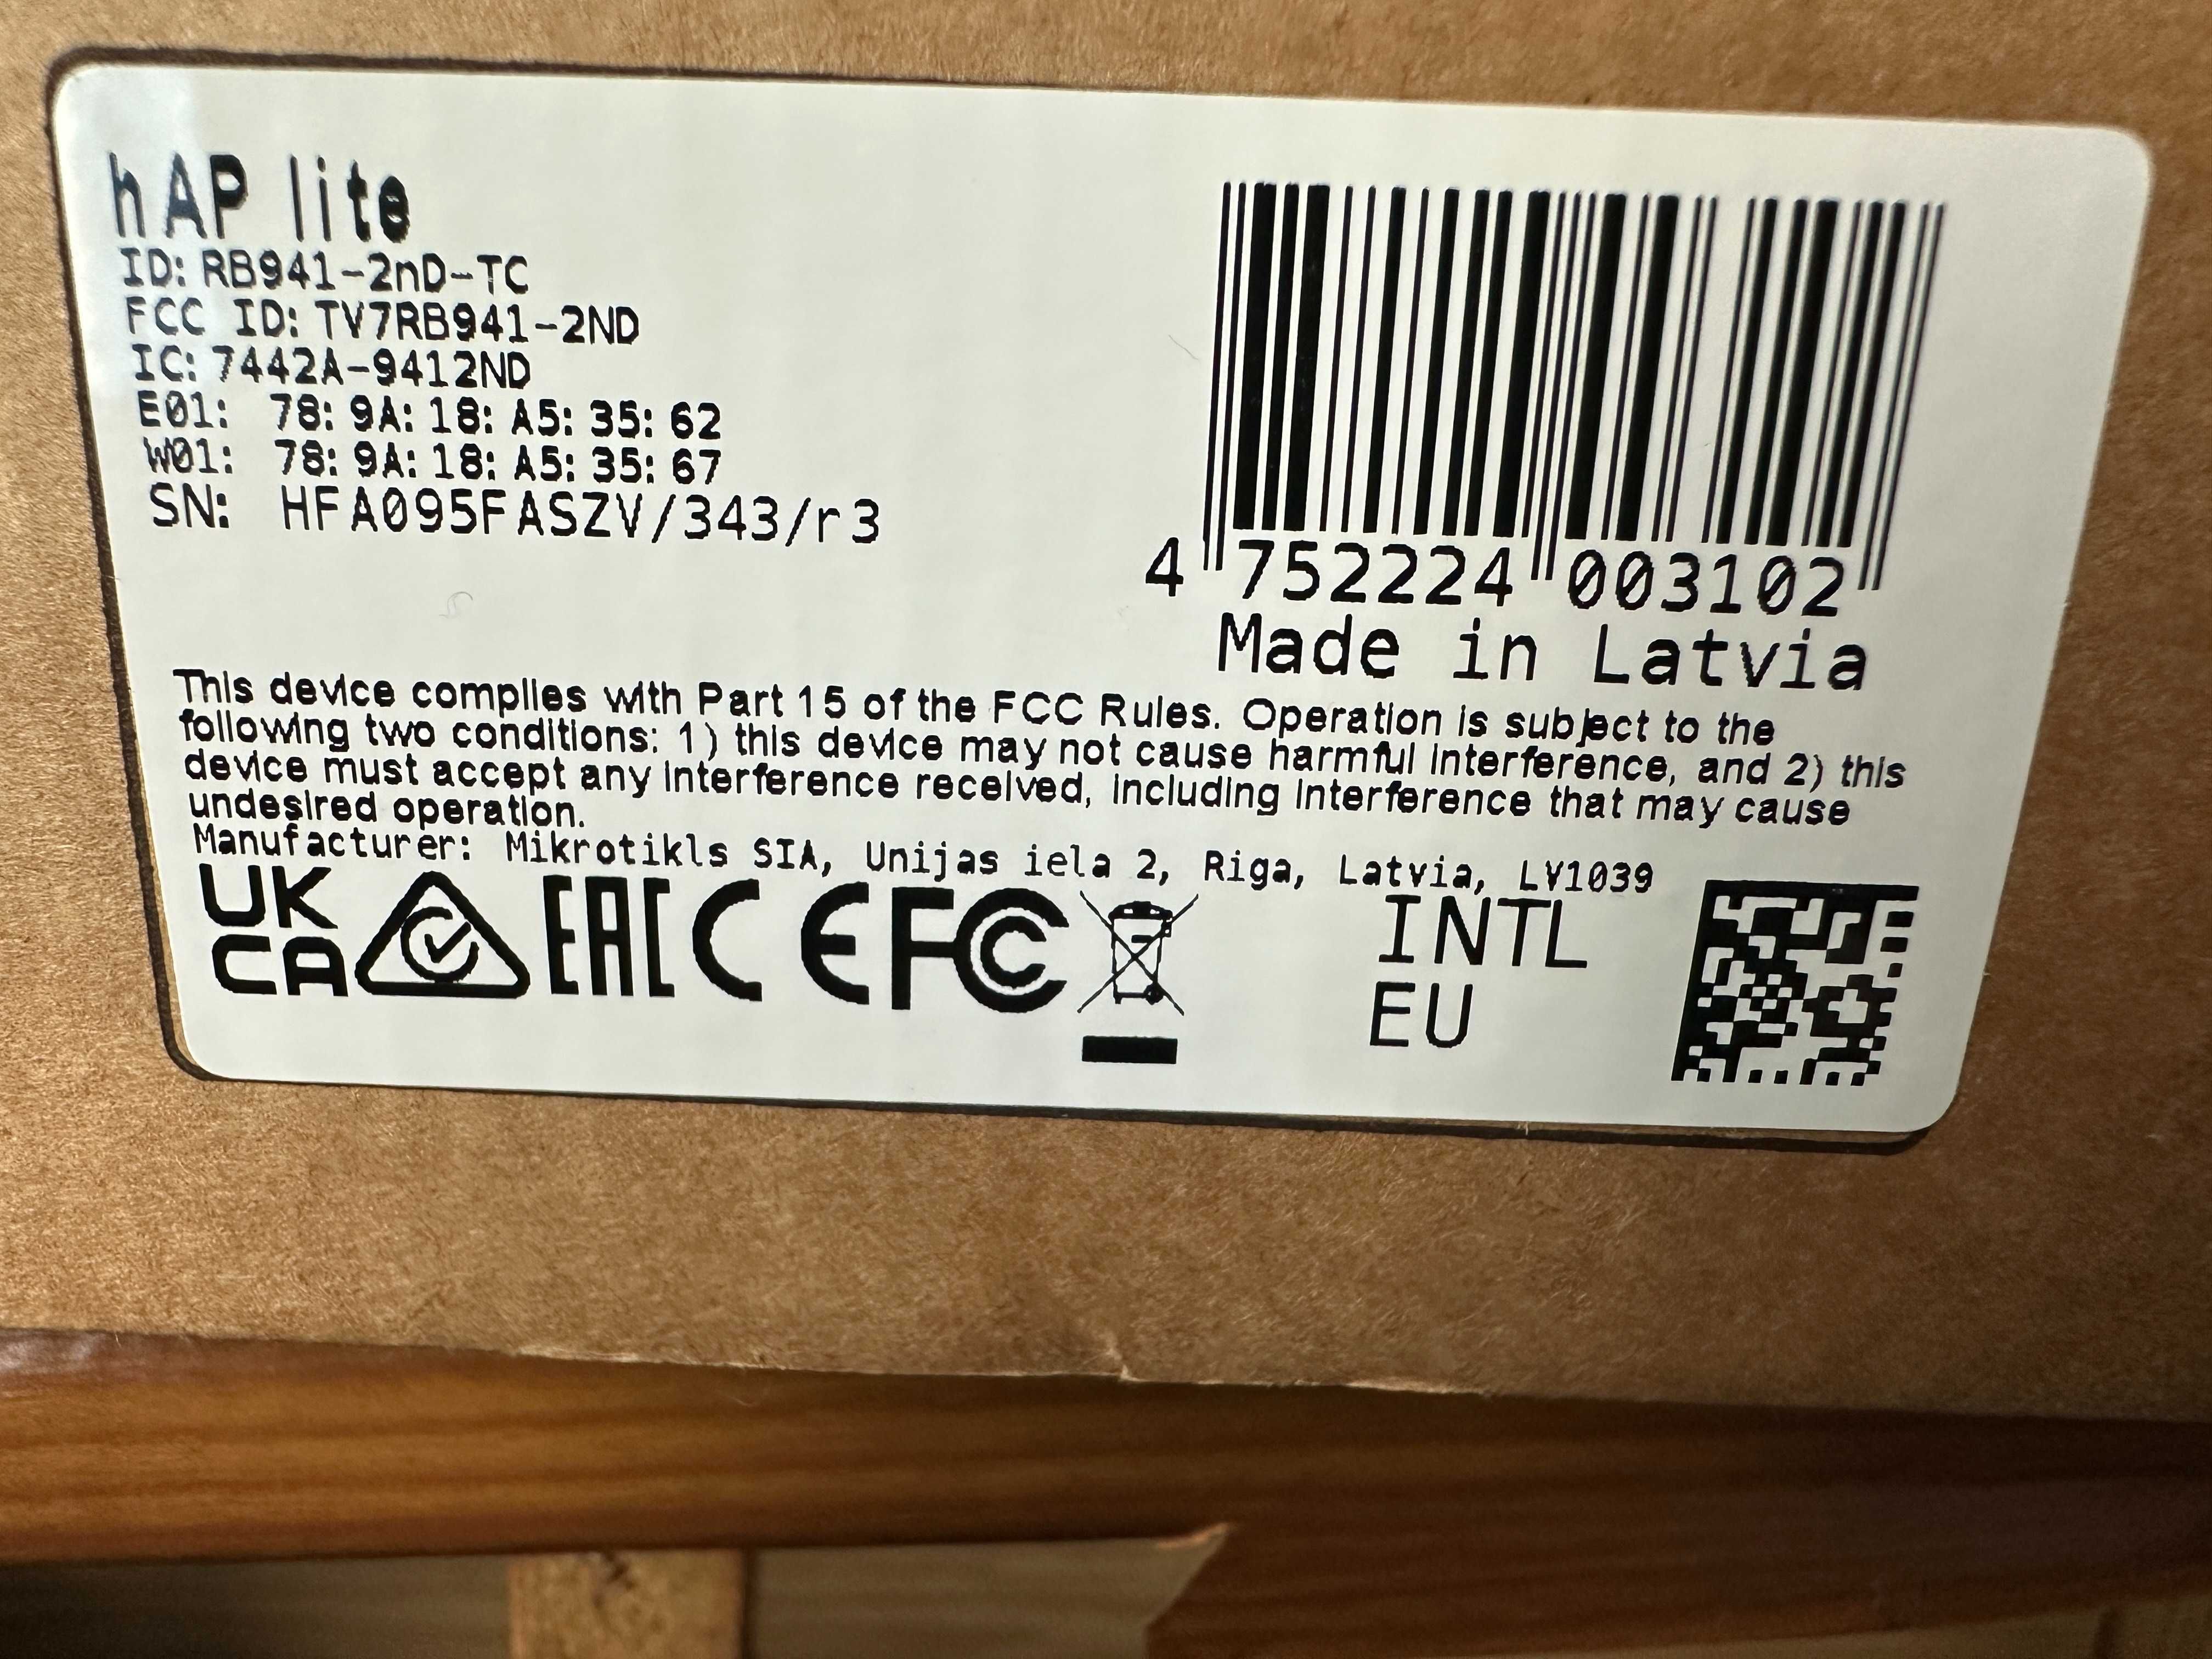 hAP lite
ID: RB941-2nD-TC
FCC ID: TV7RB941-2ND
IC: 7442A-9412ND
E01: 78: 9A: 18: A5: 35: 62
W01: 78: 9A: 18: A5: 35: 67
SN: HFA095FASZV/343/r3
4 752224 003102
Made in Latvia
This device complies with Part 15 of the FCC Rules. Operation is subject to the
following two conditions: 1) this device may not cause harmful interference, and 2) this
device must accept any interference received, including interference that may cause
undesired operation.
Manufacturer: Mikrotikls SIA, Unijas iela 2, Riga, Latvia, LV1039
UK
CA EAC CE FC
INTL
EU